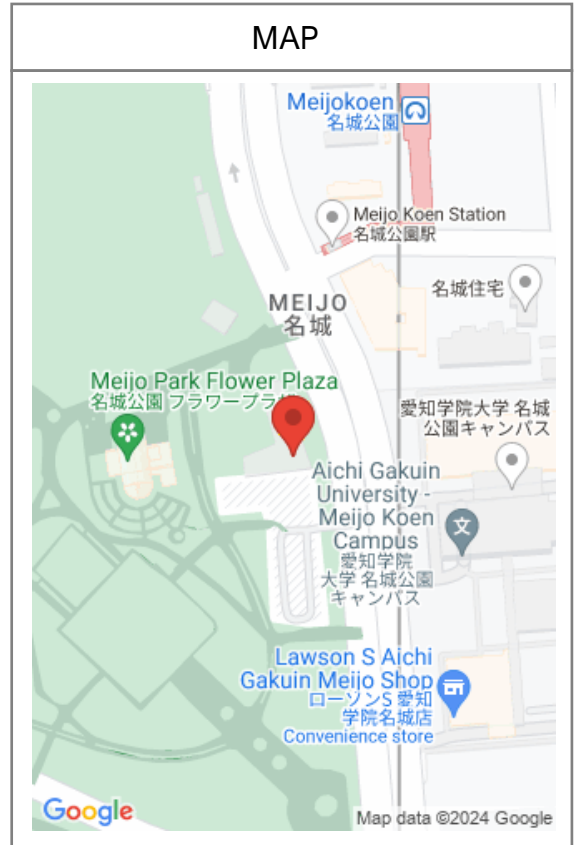 MAP
Meijokoen
名城公園
Meijo Koen Station
名城公園駅
名城住宅
MEIJO
名城
Meijo Park Flower Plaza
名城公園 フラワープラ
愛知学院大学 名城
公園キャンパス
Aichi Gakuin
University -
Meijo Koen
Campus
愛知学院
大学 名城公園
キャンパス
文
Lawson S Aichi
Gakuin Meijo Shop
ローソンS 愛知
学院名城店
Convenience store
Google
Map data ©2024 Google